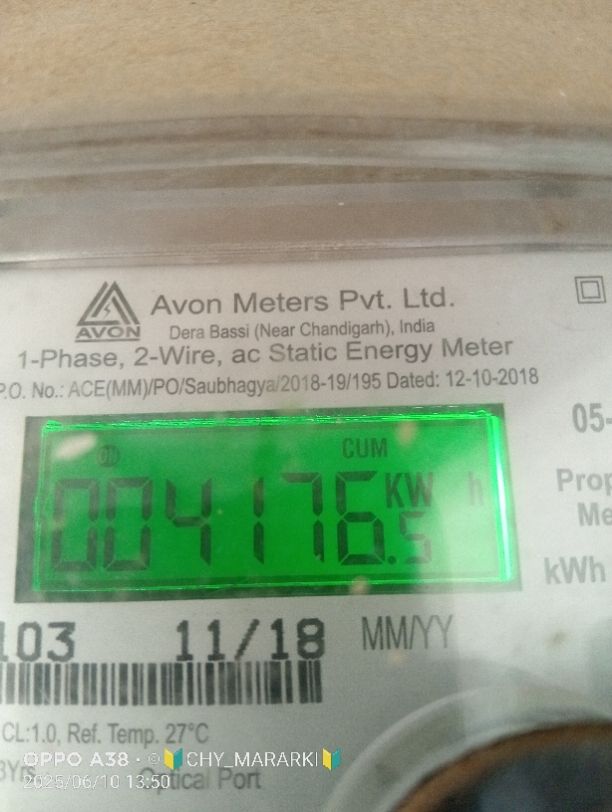 AVON
Avon Meters Pvt. Ltd.
Dera Bassi (Near Chandigarh), India
1-Phase, 2-Wire, ac Static Energy Meter
P.O. No.: ACE(MM)/PO/Saubhagya/2018-19/195 Dated: 12-10-2018
05-
CUM
004176.5 KW h
Prop
Me
kWh
103 11/18 MM/YY
CL:1.0, Ref. Temp. 27°C
Optical Port
OPPO A38 · © 🔰CHY_MARARKI🔰
2025/06/10 13:50